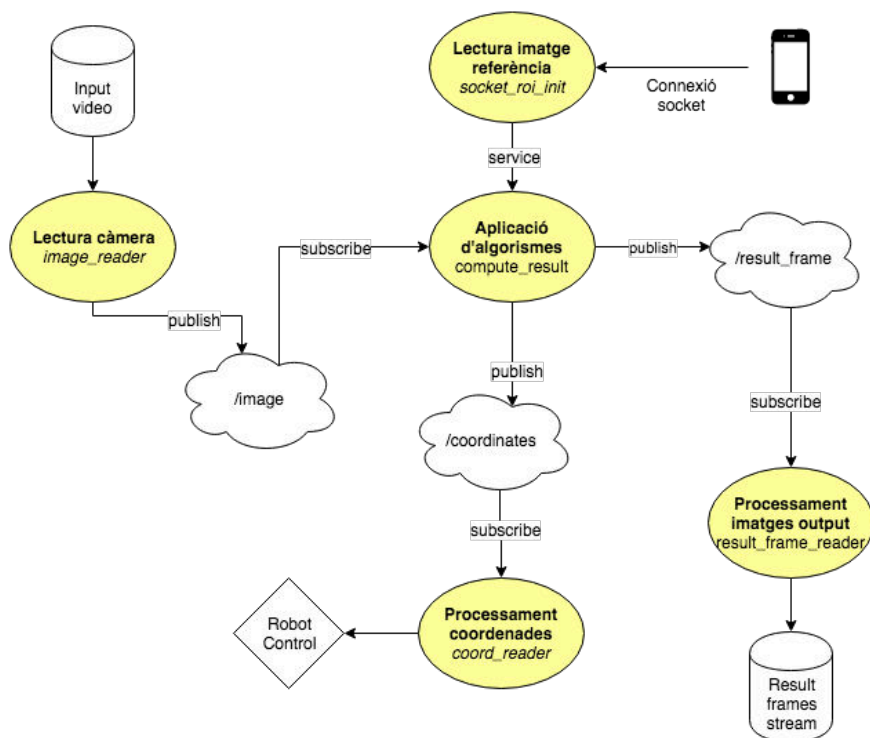 Input
video
Lectura imatge
referència
socket_roi_init
Connexió
socket
service
Lectura càmera
image_reader
subscribe
Aplicació
d'algorismes
compute_result
publish
/result_frame
publish
/image
publish
/coordinates
subscribe
subscribe
Processament
imatges output
result_frame_reader
Robot
Control
Processament
coordenades
coord_reader
Result
frames
stream